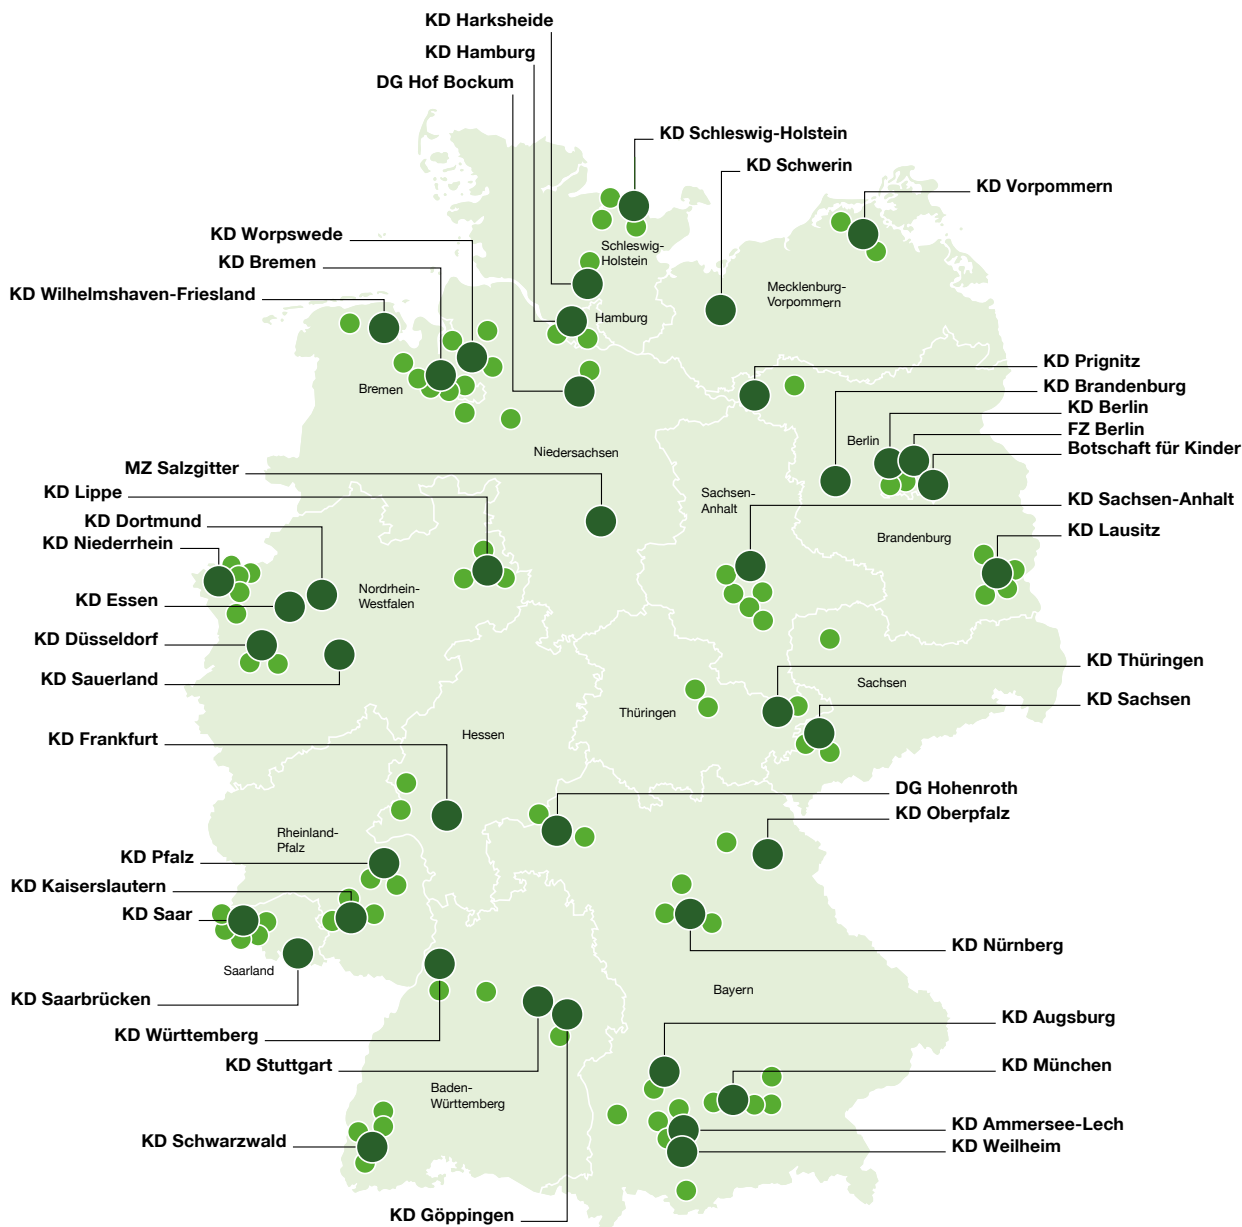 KD Harksheide
KD Hamburg
DG Hof Bockum
KD Schleswig-Holstein
KD Schwerin
KD Vorpommern
KD Worpswede
KD Bremen
KD Wilhelmshaven-Friesland
Schleswig-
Holstein
Mecklenburg-
Vorpommern
Hamburg
Bremen
KD Prignitz
KD Brandenburg
KD Berlin
FZ Berlin
Botschaft für Kinder
Berlin
Niedersachsen
MZ Salzgitter
KD Lippe
KD Dortmund
KD Niederrhein
KD Essen
KD Düsseldorf
KD Sauerland
Sachsen-
Anhalt
KD Sachsen-Anhalt
KD Lausitz
Brandenburg
Nordrhein-
Westfalen
KD Thüringen
KD Sachsen
Sachsen
Thüringen
Hessen
KD Frankfurt
DG Hohenroth
KD Oberpfalz
Rheinland-
Pfalz
KD Pfalz
KD Kaiserslautern
KD Saar
Saarland
KD Saarbrücken
KD Nürnberg
Bayern
KD Württemberg
KD Stuttgart
KD Augsburg
KD München
Baden-
Württemberg
KD Schwarzwald
KD Ammersee-Lech
KD Weilheim
KD Göppingen